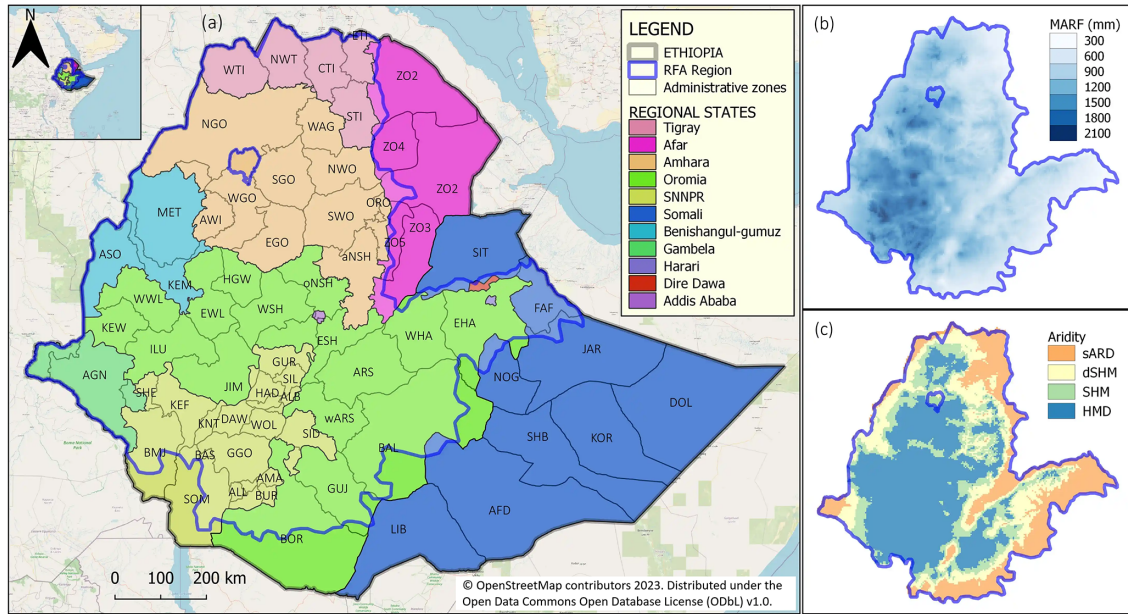 N
(a)
LEGEND
ETHIOPIA
RFA Region
Administrative zones
REGIONAL STATES
Tigray
Afar
Amhara
Oromia
SNNPR
Somali
Benishangul-gumuz
Gambela
Harari
Dire Dawa
Addis Ababa
ETI
WTI
NWT
CTI
ZO2
STI
NGO
WAG
ZO4
NWO
SGO
ZO2
MET
WGO
ORO
AWI
SWO
ZO3
EGO
ZO5
aNSH
SIT
ASO
KEM
HGW
oNSH
WWL
EWL
WSH
FAF
KEW
WHA
EHA
ESH
ILU
JAR
GUR
ARS
NOG
AGN
SIL
JIM
SHE
HAD
ALB
DOL
KEF
wARS
KNT
DAW
WOL
SID
SHB
KOR
BMJ
BAS
GGO
BAL
AMA
GUJ
SOM
ALL
BUR
AFD
LIB
BOR
0 100 200 km
© OpenStreetMap contributors 2023. Distributed under the
Open Data Commons Open Database License (ODbL) v1.0.
(b)
MARF (mm)
300
600
900
1200
1500
1800
2100
(c)
Aridity
sARD
dSHM
SHM
HMD